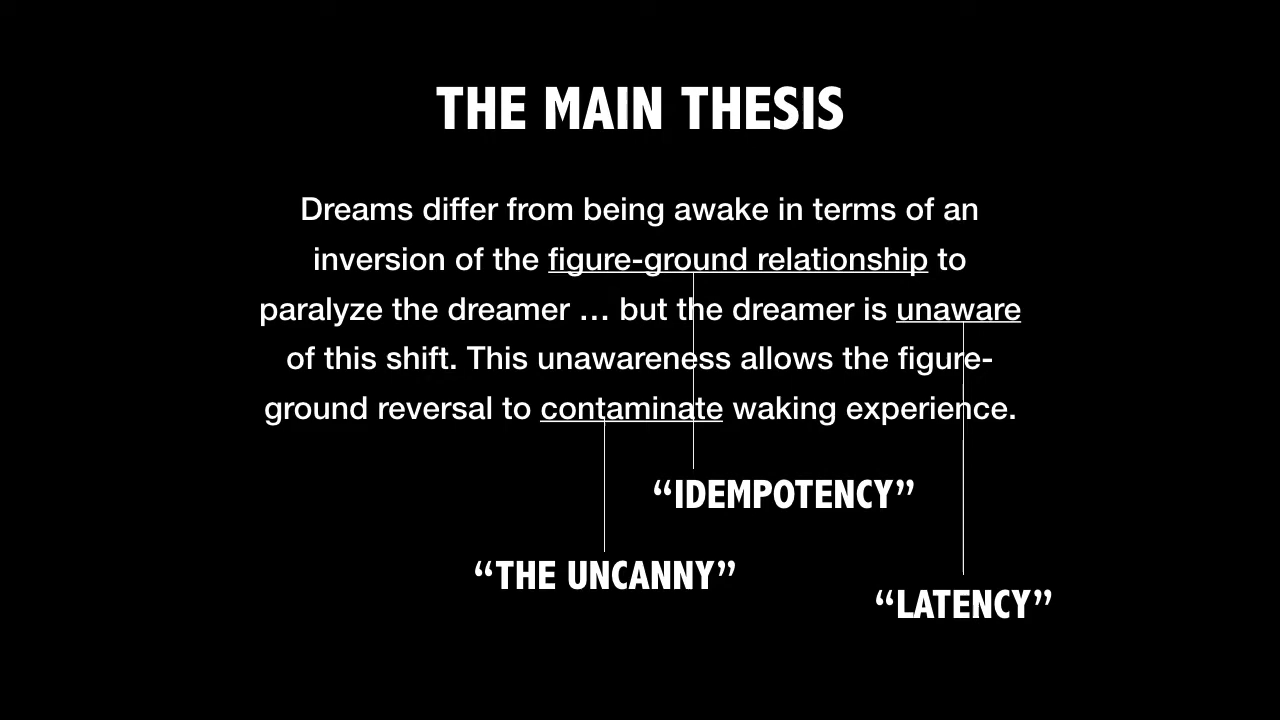 THE MAIN THESIS
Dreams differ from being awake in terms of an
inversion of the figure-ground relationship to
paralyze the dreamer … but the dreamer is unaware
of this shift. This unawareness allows the figure-
ground reversal to contaminate waking experience.
“IDEMPOTENCY”
“THE UNCANNY”
“LATENCY”